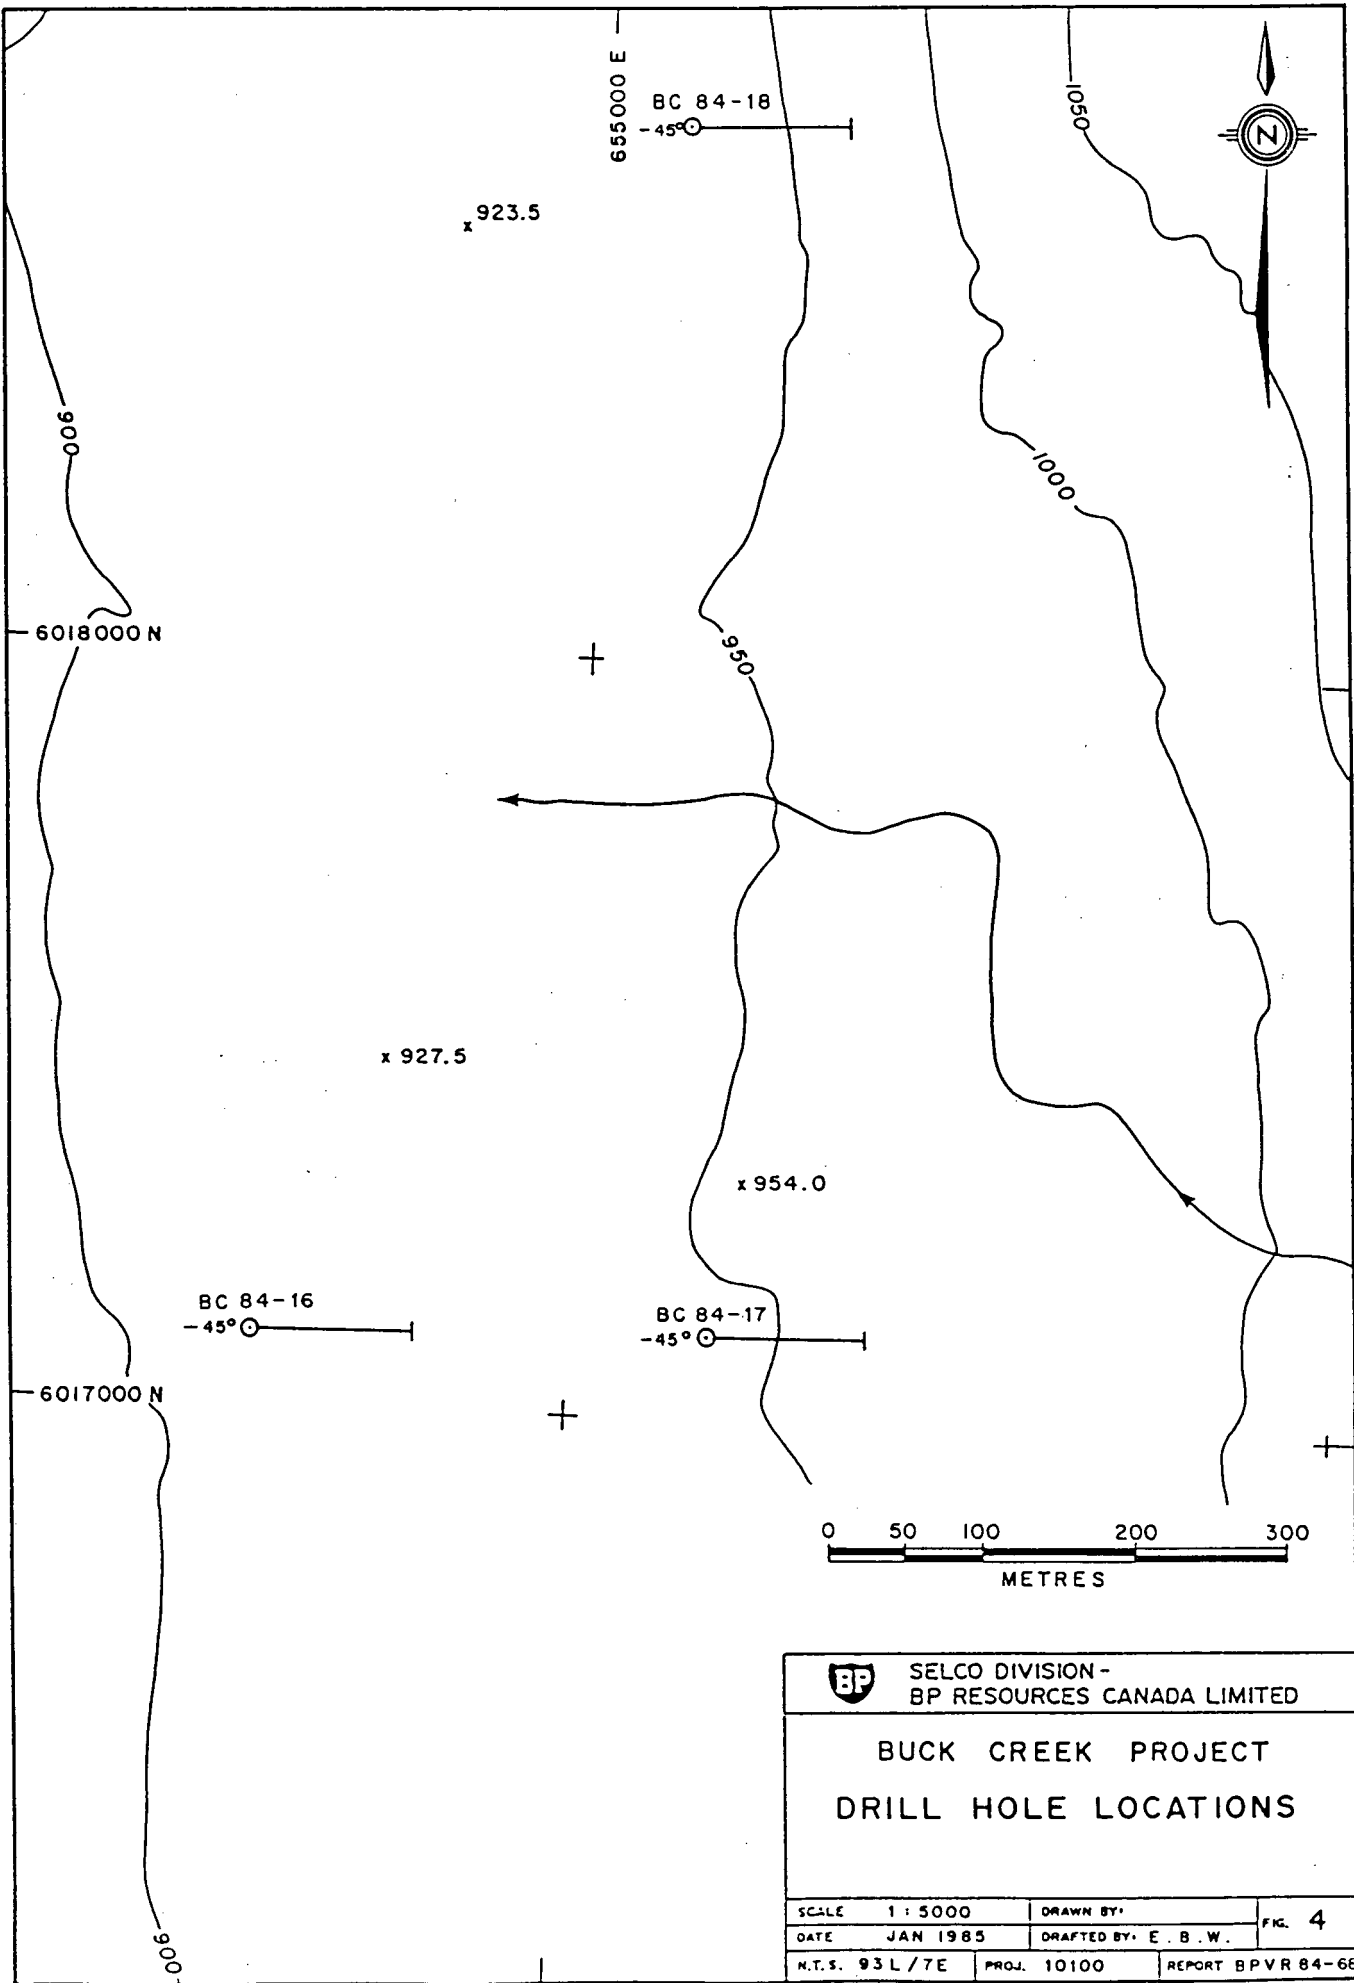 655000 E
BC 84-18
-45°
1050
N
x 923.5
900
1000
6018000 N
950
x 927.5
x 954.0
BC 84-16
-45°
BC 84-17
-45°
6017000 N
0 50 100 200 300
METRES
BP
SELCO DIVISION-
BP RESOURCES CANADA LIMITED
BUCK CREEK PROJECT
DRILL HOLE LOCATIONS
SCALE 1:5000
DRAWN BY:
FIG. 4
DATE JAN 1985
DRAFTED BY: E.B.W.
N.T.S. 93L/7E
PROJ. 10100
REPORT BPVR 84-68
900